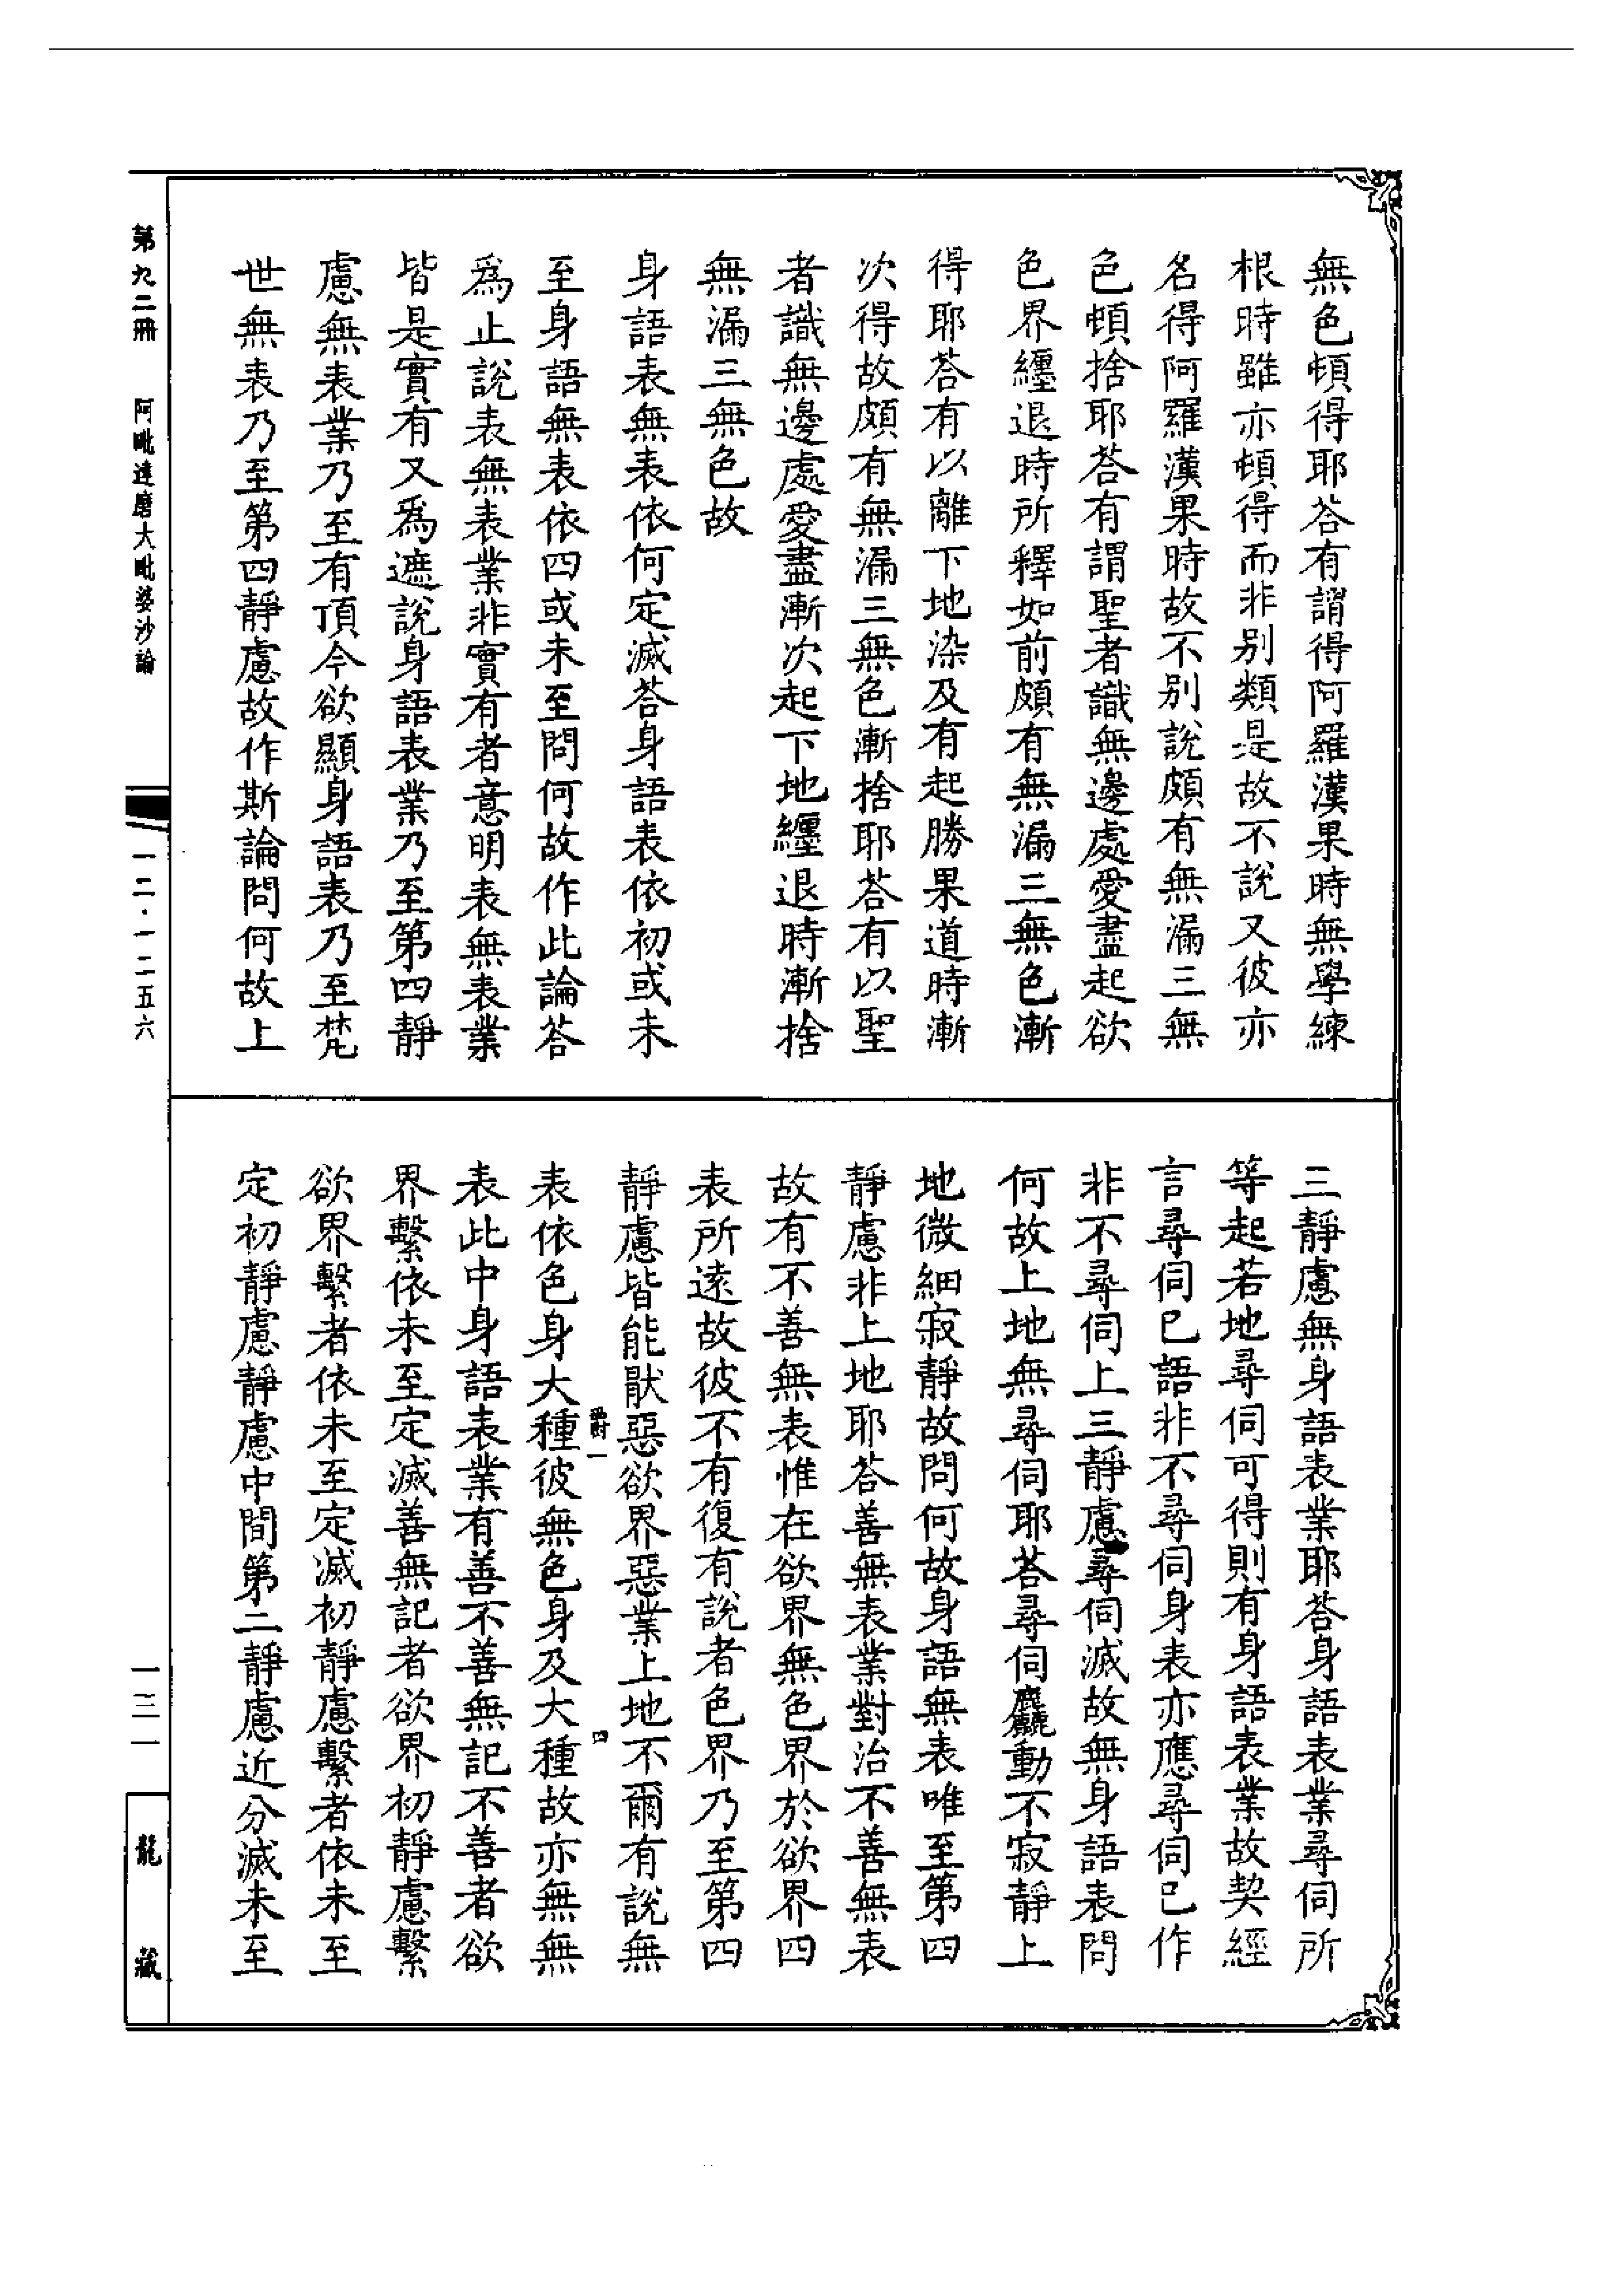 無色頓得耶荅有謂得阿羅漢果時無學練
根時雖亦頓得而非別類是故不說又彼亦
名得阿羅漢果時故不別說頗有無漏三無
色頓捨耶荅有謂聖者識無邊處愛盡起欲
色界纏退時所釋如前頗有無漏三無色漸
得耶荅有以離下地染及有起勝果道時漸
次得故頗有無漏三無色漸捨耶荅有以聖
者識無邊處愛盡漸次起下地纏退時漸捨
無漏三無色故
身語表無表依何定滅荅身語表依初或未
至身語無表依四或未至問何故作此論荅
為止說表無表業非實有者意明表無表業
皆是實有又為遮說身語表業乃至第四靜
慮無表業乃至有頂今欲顯身語表乃至梵
世無表乃至第四靜慮故作斯論問何故上
三靜慮無身語表業耶荅身語表業尋伺所
等起若地尋伺可得則有身語表業故契經
言尋伺已語非不尋伺身表亦應尋伺已作
非不尋伺上三靜慮尋伺滅故無身語表問
何故上地無尋伺耶荅尋伺麤動不寂靜上
地微細寂靜故問何故身語無表唯至第四
靜慮非上地耶荅善無表業對治不善無表
故有不善無表惟在欲界無色界於欲界四
表所遠故彼不有復有說者色界乃至第四
靜慮皆能猒惡欲界惡業上地不爾有說無
爵一
四
表依色身大種彼無色身及大種故亦無無
表此中身語表業有善不善無記不善者欲
界繫依未至定滅善無記者欲界初靜慮繫
欲界繫者依未至定滅初靜慮繫者依未至
定初靜慮靜慮中間第二靜慮近分滅未至
第九二冊
阿毗達磨大毗婆沙論
一二·一二五六
一三一
龍藏